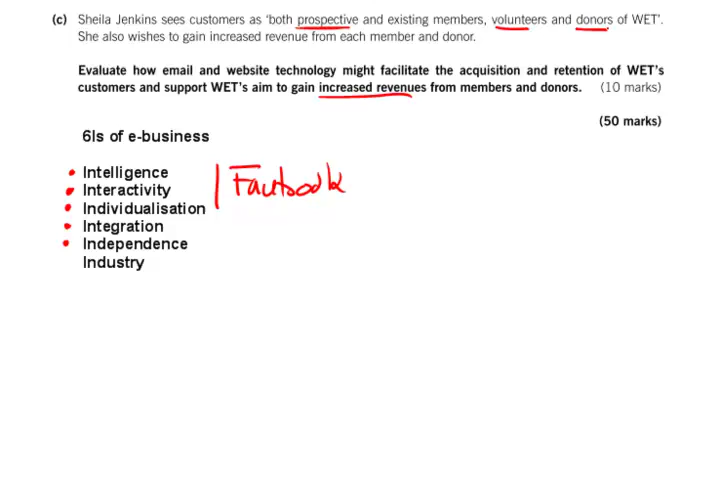 (c) Sheila Jenkins sees customers as 'both prospective and existing members, volunteers and donors of WET'.
She also wishes to gain increased revenue from each member and donor.
Evaluate how email and website technology might facilitate the acquisition and retention of WET's
customers and support WET's aim to gain increased revenues from members and donors. (10 marks)
(50 marks)
6Is of e-business
• Intelligence
• Interactivity
• Individualisation
• Integration
• Independence
Industry